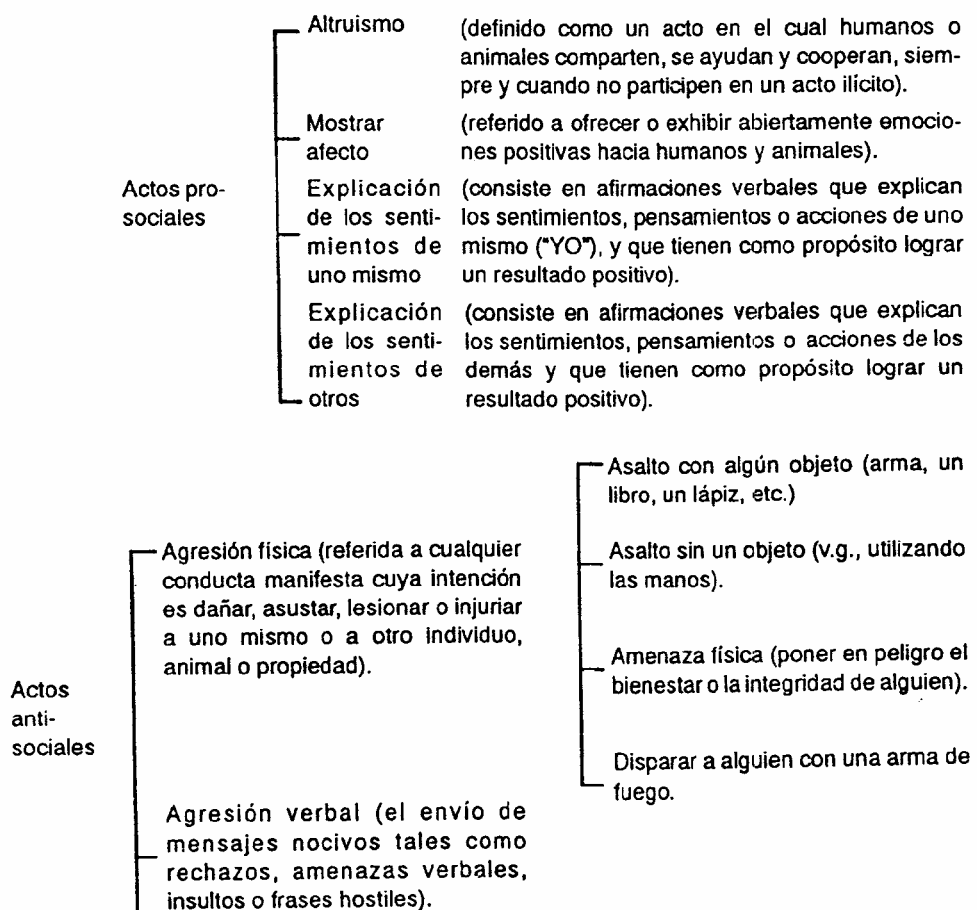 Altruismo (definido como un acto en el cual humanos o
animales comparten, se ayudan y cooperan, siem-
pre y cuando no participen en un acto ilícito).
Mostrar (referido a ofrecer o exhibir abiertamente emocio-
afecto nes positivas hacia humanos y animales).
Actos pro-
sociales
Explicación (consiste en afirmaciones verbales que explican
de los senti- los sentimientos, pensamientos o acciones de uno
mientos de mismo ("YO"), y que tienen como propósito lograr
uno mismo un resultado positivo).
Explicación (consiste en afirmaciones verbales que explican
de los senti- los sentimientos, pensamientos o acciones de los
mientos de demás y que tienen como propósito lograr un
otros resultado positivo).
Actos
anti-
sociales
Agresión física (referida a cualquier
conducta manifesta cuya intención
es dañar, asustar, lesionar o injuriar
a uno mismo o a otro individuo,
animal o propiedad).
Asalto con algún objeto (arma, un
libro, un lápiz, etc.)
Asalto sin un objeto (v.g., utilizando
las manos).
Amenaza física (poner en peligro el
bienestar o la integridad de alguien).
Disparar a alguien con una arma de
fuego.
Agresión verbal (el envío de
mensajes nocivos tales como
rechazos, amenazas verbales,
insultos o frases hostiles).